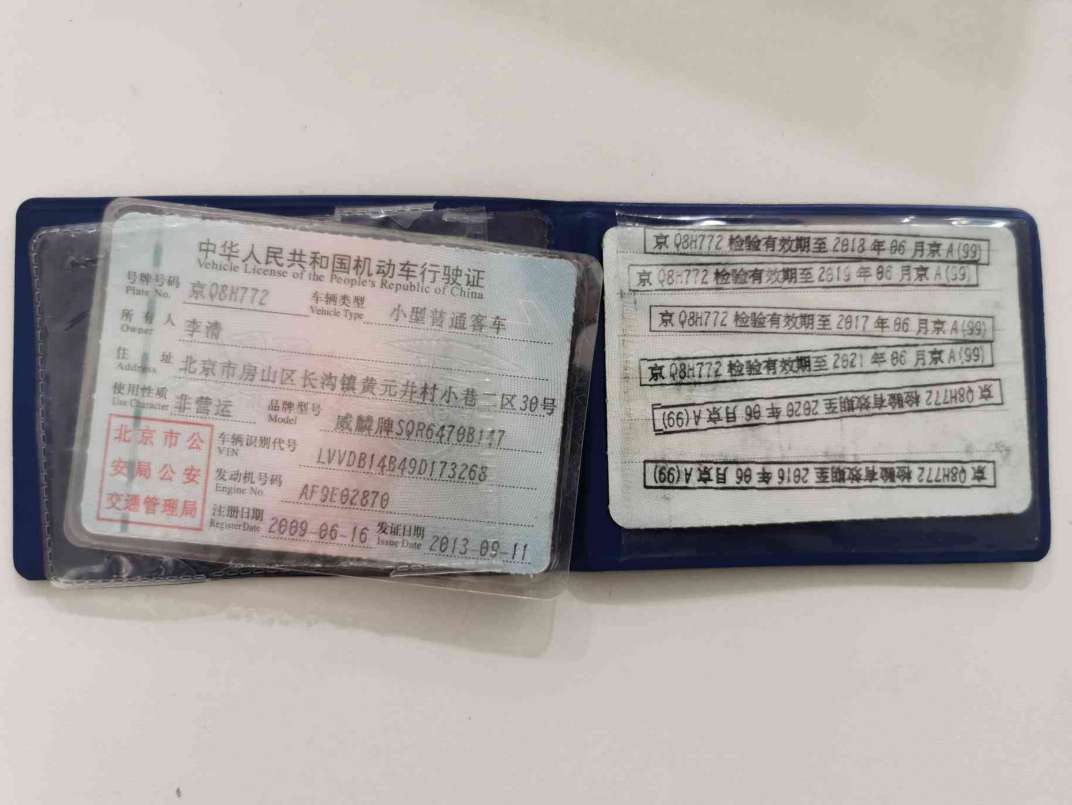 中华人民共和国机动车行驶证
Vehicle License of the People's Republic of China
号牌号码 京Q8H772 车辆类型 小型普通客车
Plate No. Vehicle Type
所有人 李清
Owner
住址 北京市房山区长沟镇黄元井村小巷二区30号
Address
使用性质 非营运 品牌型号 威麟牌SQR6470B147
Use Character Model
北京市公安局公安交通管理局
车辆识别代号 LVVDB14B49D173268
VIN
发动机号码 AF9E02870
Engine No.
注册日期 2009-06-16 发证日期 2013-09-11
Register Date Issue Date
京Q8H772 检验有效期至 2018 年 06 月京A(99)
京Q8H772 检验有效期至 2019 年 06 月京A(99)
京Q8H772 检验有效期至 2017 年 06 月京A(99)
京Q8H772 检验有效期至 2021 年 06 月京A(99)
京Q8H772 检验有效期至 2020 年 06 月京A(99)
京Q8H772 检验有效期至 2016 年 06 月京A(99)